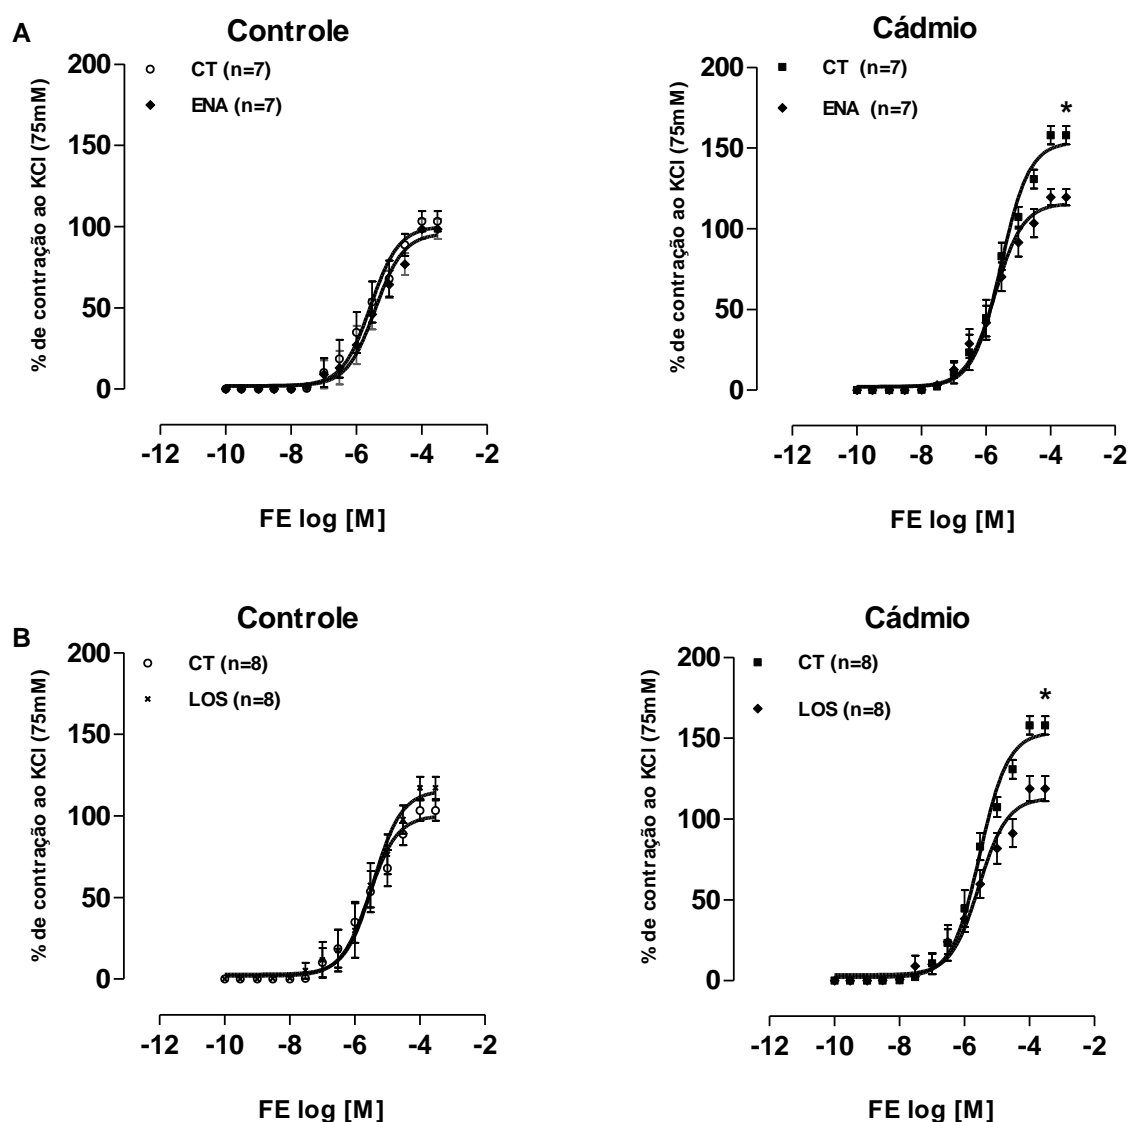 A
Controle
CT (n=7)
ENA (n=7)
% de contração ao KCl (75mM)
200
150
100
50
0
-12 -10 -8 -6 -4 -2
FE log [M]
Cádmio
CT (n=7)
ENA (n=7)
*
% de contração ao KCl (75mM)
200
150
100
50
0
-12 -10 -8 -6 -4 -2
FE log [M]
B
Controle
CT (n=8)
LOS (n=8)
% de contração ao KCl (75mM)
200
150
100
50
0
-12 -10 -8 -6 -4 -2
FE log [M]
Cádmio
CT (n=8)
LOS (n=8)
*
% de contração ao KCl (75mM)
200
150
100
50
0
-12 -10 -8 -6 -4 -2
FE log [M]